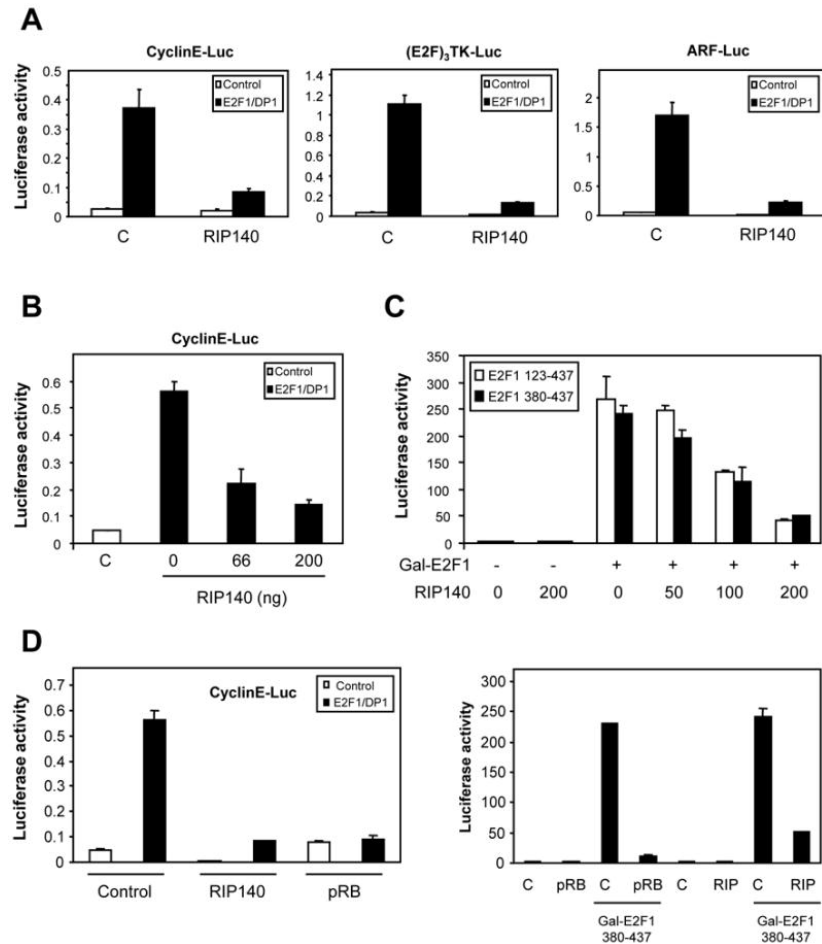 A
CyclinE-Luc
Luciferase activity
0.5
0.4
0.3
0.2
0.1
0
Control
E2F1/DP1
C RIP140
(E2F)₃TK-Luc
1.4
1.2
1
0.8
0.6
0.4
0.2
0
Control
E2F1/DP1
C RIP140
ARF-Luc
2
1.5
1
0.5
0
Control
E2F1/DP1
C RIP140
B
CyclinE-Luc
Luciferase activity
0.6
0.5
0.4
0.3
0.2
0.1
0
Control
E2F1/DP1
C 0 66 200
RIP140 (ng)
C
Luciferase activity
350
300
250
200
150
100
50
0
E2F1 123-437
E2F1 380-437
Gal-E2F1 - - + + + +
RIP140 0 200 0 50 100 200
D
CyclinE-Luc
Luciferase activity
0.7
0.6
0.5
0.4
0.3
0.2
0.1
0
Control
E2F1/DP1
Control RIP140 pRB
Luciferase activity
300
250
200
150
100
50
0
C pRB C pRB C RIP C RIP
Gal-E2F1 Gal-E2F1
380-437 380-437